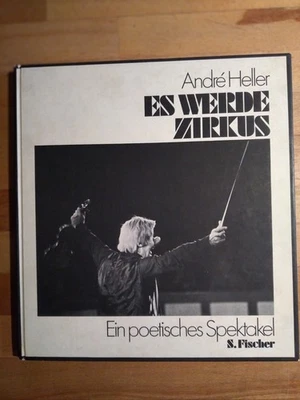 André Heller
ES WERDE
ZIRKUS
Ein poetisches Spektakel
S. Fischer